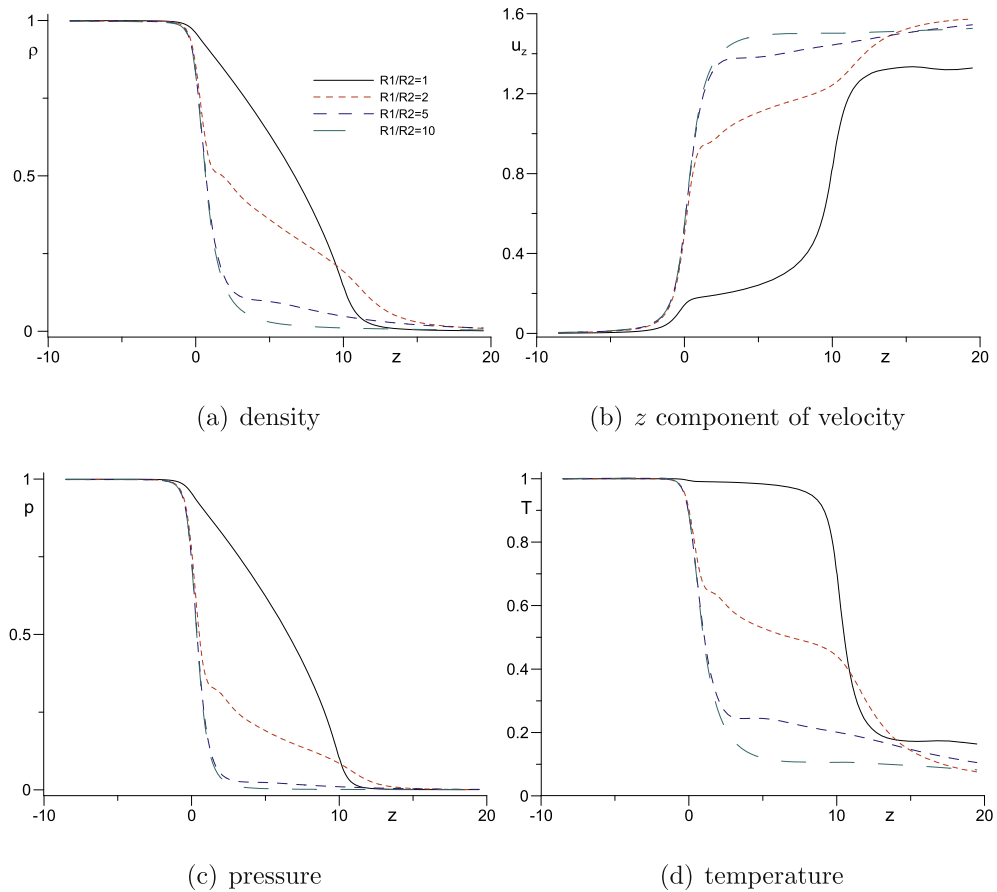 1
ρ
0.5
0
-10
0
10
z
20
R1/R2=1
R1/R2=2
R1/R2=5
R1/R2=10
(a) density
1.6
u_z
1.2
0.8
0.4
0
-10
0
10
z
20
(b) z component of velocity
1
p
0.5
0
-10
0
10
z
20
(c) pressure
1
T
0.8
0.6
0.4
0.2
0
-10
0
10
z
20
(d) temperature